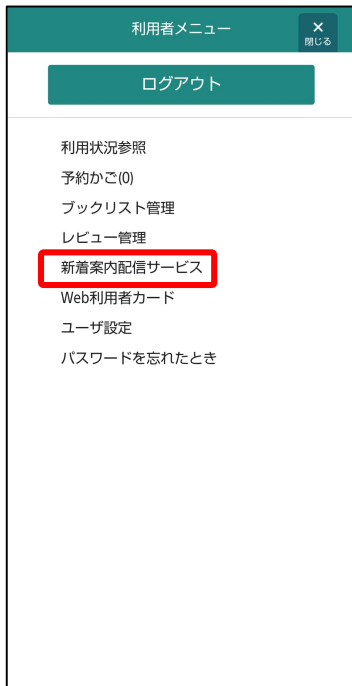 利用者メニュー
×
閉じる
ログアウト
利用状況参照
予約かご(0)
ブックリスト管理
レビュー管理
新着案内配信サービス
Web利用者カード
ユーザ設定
パスワードを忘れたとき